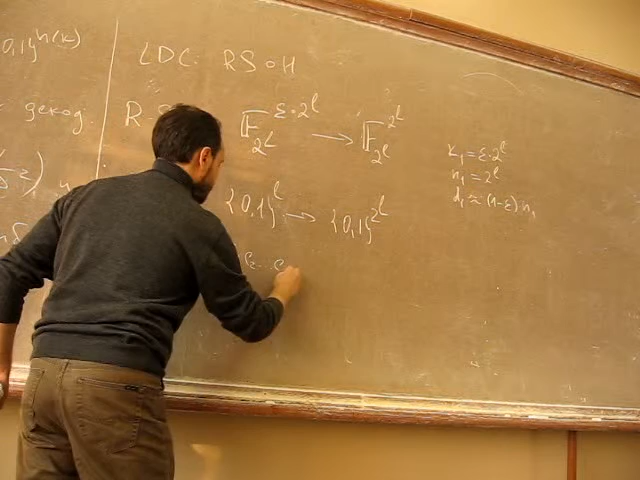 0,1}^{n(k)}
декод.
LDC: RS∘H
R-S
𝔽_{2^l}^{ε·2^l} → 𝔽_{2^l}^{2^l}
{0,1}^l → {0,1}^{2^l}
k₁ = ε·2^l
n₁ = 2^l
d₁ ≈ (1-ε)·n₁